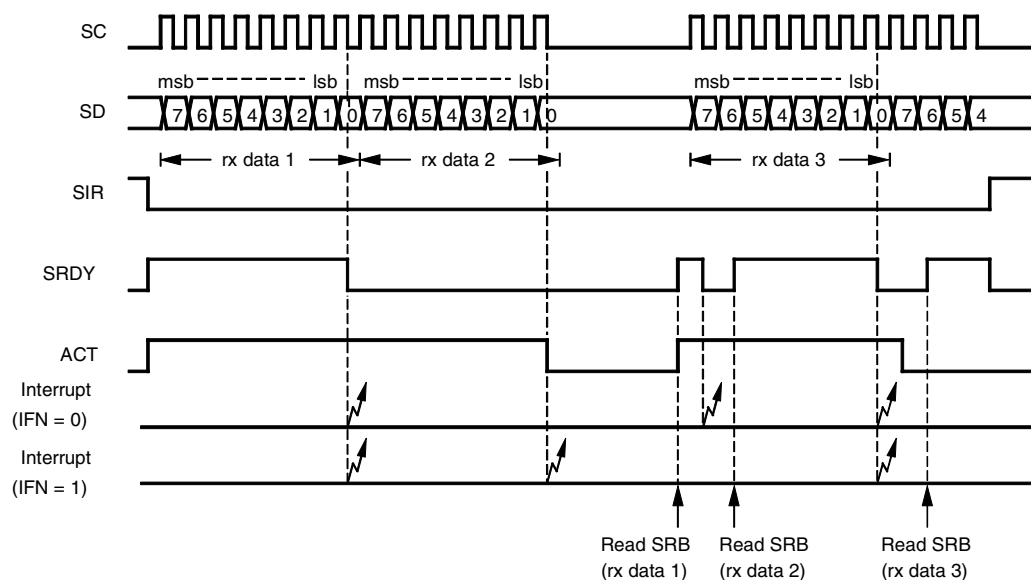 SC
msb lsb msb lsb msb lsb
SD 7 6 5 4 3 2 1 0 7 6 5 4 3 2 1 0 7 6 5 4 3 2 1 0 7 6 5 4
rx data 1 rx data 2 rx data 3
SIR
SRDY
ACT
Interrupt
(IFN = 0)
Interrupt
(IFN = 1)
Read SRB Read SRB Read SRB
(rx data 1) (rx data 2) (rx data 3)